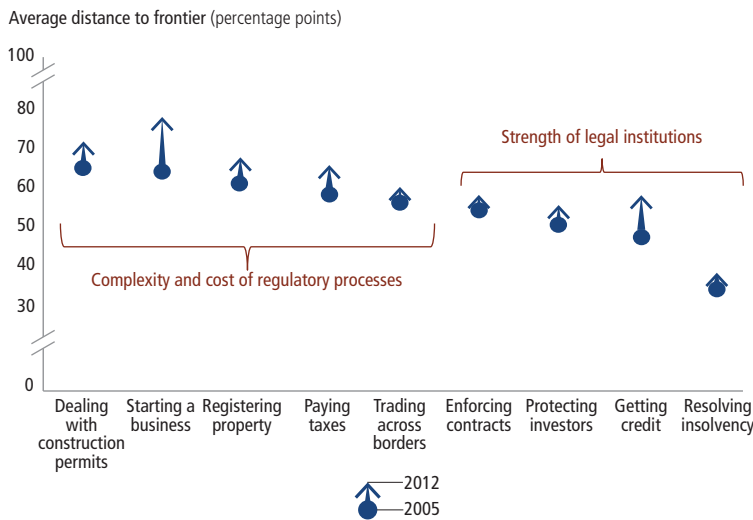 Average distance to frontier (percentage points)
100
80
70
60
50
40
30
0
Strength of legal institutions
Complexity and cost of regulatory processes
Dealing
with
construction
permits
Starting a
business
Registering
property
Paying
taxes
Trading
across
borders
Enforcing
contracts
Protecting
investors
Getting
credit
Resolving
insolvency
2012
2005